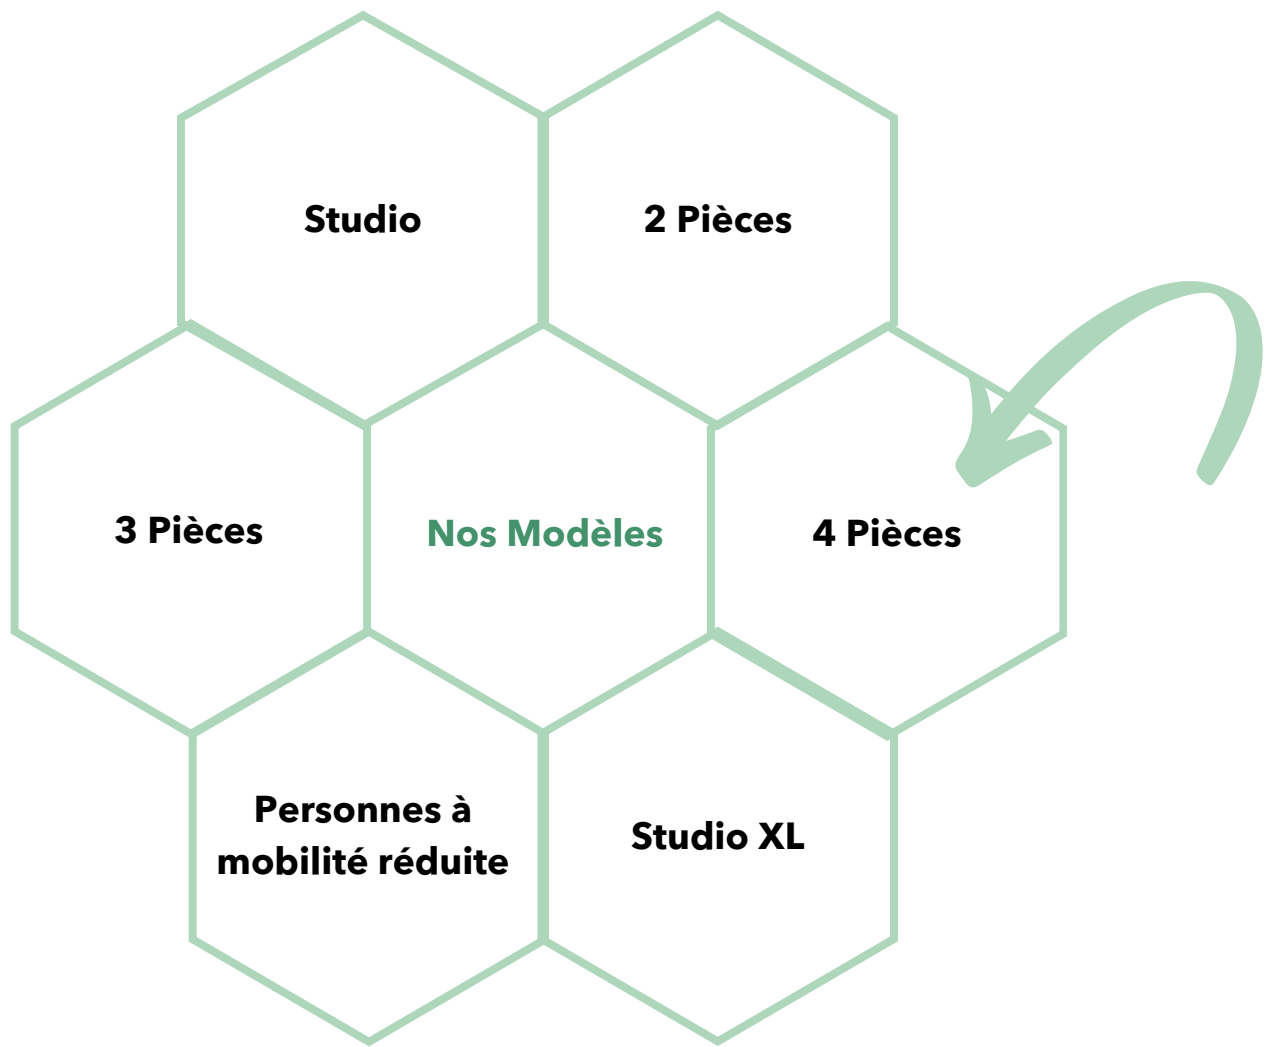 Studio
2 Pièces
3 Pièces
Nos Modèles
4 Pièces
Personnes à
mobilité réduite
Studio XL